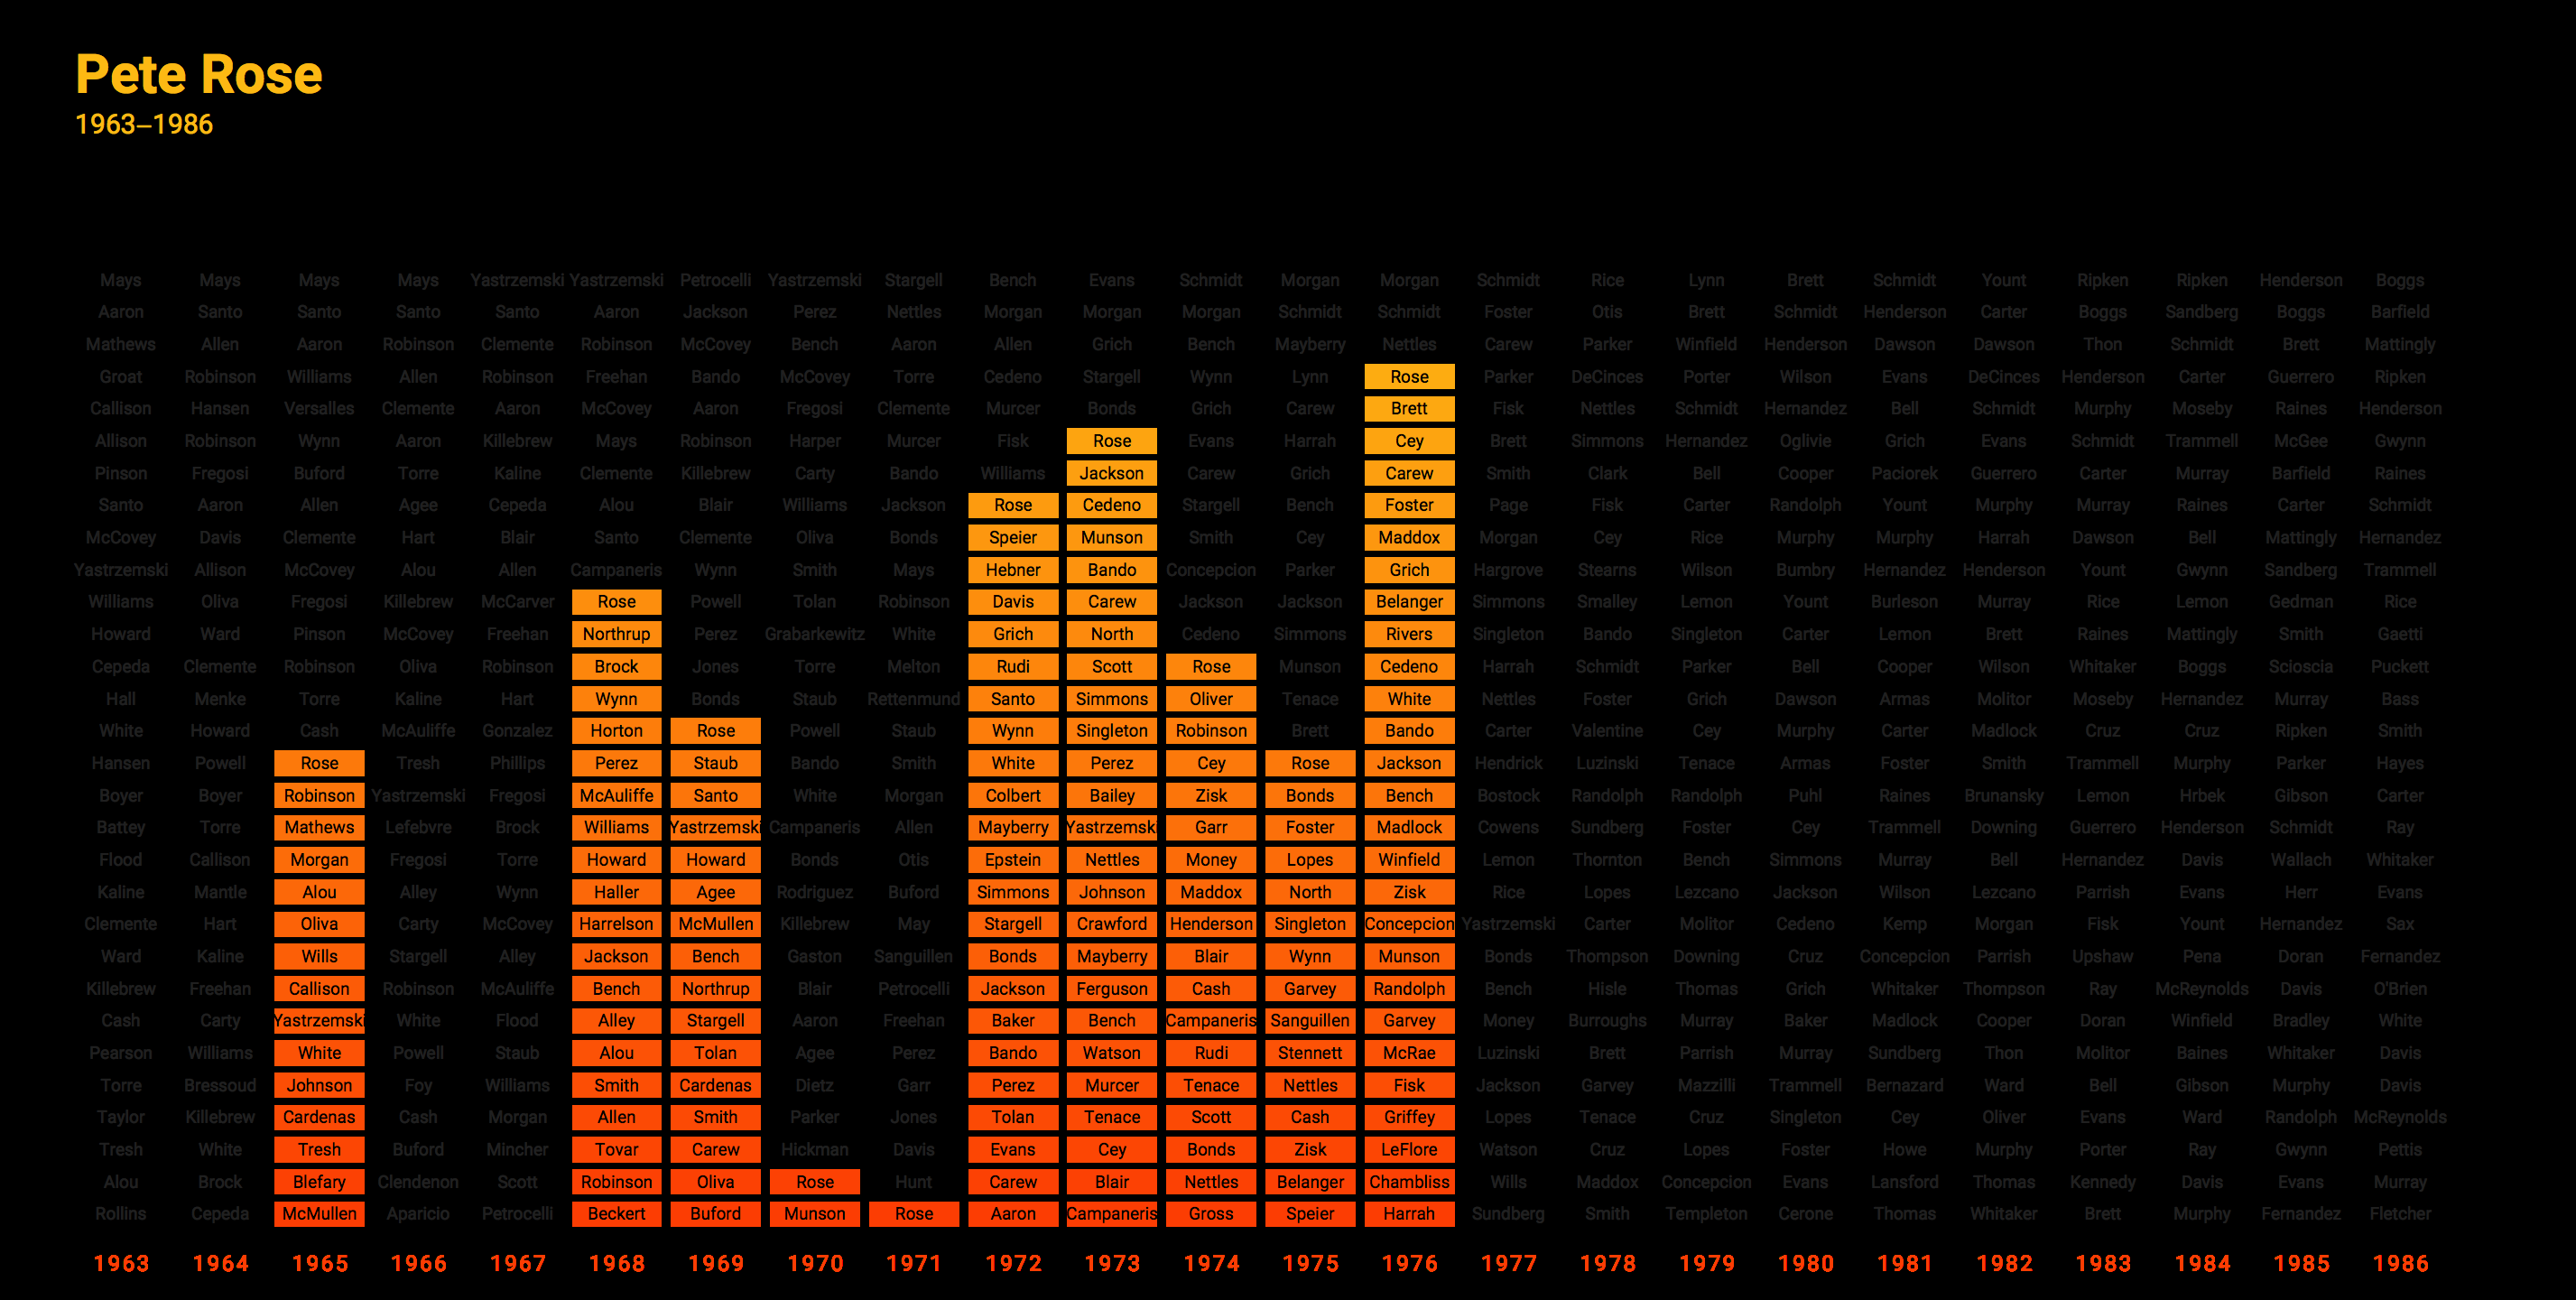 Pete Rose
1963–1986
Mays Mays Mays Mays Yastrzemski Yastrzemski Petrocelli Yastrzemski Stargell Bench Evans Schmidt Morgan Morgan Schmidt Rice Lynn Brett Schmidt Yount Ripken Ripken Henderson Boggs
Aaron Santo Santo Santo Santo Aaron Jackson Perez Nettles Morgan Morgan Morgan Schmidt Schmidt Foster Otis Brett Schmidt Henderson Carter Boggs Sandberg Boggs Barfield
Mathews Allen Aaron Robinson Clemente Robinson McCovey Bench Aaron Allen Grich Bench Mayberry Nettles Carew Parker Winfield Henderson Dawson Dawson Thon Schmidt Brett Mattingly
Groat Robinson Williams Allen Robinson Freehan Bando McCovey Torre Cedeno Stargell Wynn Lynn Rose Parker DeCinces Porter Wilson Evans DeCinces Henderson Carter Guerrero Ripken
Callison Hansen Versalles Clemente Aaron McCovey Aaron Fregosi Clemente Murcer Bonds Grich Carew Brett Fisk Nettles Schmidt Hernandez Bell Schmidt Murphy Moseby Raines Henderson
Allison Robinson Wynn Aaron Killebrew Mays Robinson Harper Murcer Fisk Rose Evans Harrah Cey Brett Simmons Hernandez Oglivie Grich Evans Schmidt Trammell McGee Gwynn
Pinson Fregosi Buford Torre Kaline Clemente Killebrew Carty Bando Williams Jackson Carew Grich Carew Smith Clark Bell Cooper Paciorek Guerrero Carter Murray Barfield Raines
Santo Aaron Allen Agee Cepeda Alou Blair Williams Jackson Rose Cedeno Stargell Bench Foster Page Fisk Carter Randolph Yount Murphy Murray Raines Carter Schmidt
McCovey Davis Clemente Hart Blair Santo Clemente Oliva Bonds Speier Munson Smith Cey Maddox Morgan Cey Rice Murphy Murphy Harrah Dawson Bell Mattingly Hernandez
Yastrzemski Allison McCovey Alou Allen Campaneris Wynn Smith Mays Hebner Bando Concepcion Parker Grich Hargrove Stearns Wilson Bumbry Hernandez Henderson Yount Gwynn Sandberg Trammell
Williams Oliva Fregosi Killebrew McCarver Rose Powell Tolan Robinson Davis Carew Jackson Jackson Belanger Simmons Smalley Lemon Yount Burleson Murray Rice Lemon Gedman Rice
Howard Ward Pinson McCovey Freehan Northrup Perez Grabarkewitz White Grich North Cedeno Simmons Rivers Singleton Bando Singleton Carter Lemon Brett Raines Mattingly Smith Gaetti
Cepeda Clemente Robinson Oliva Robinson Brock Jones Torre Melton Rudi Scott Rose Munson Cedeno Harrah Schmidt Parker Bell Cooper Wilson Whitaker Boggs Scioscia Puckett
Hall Menke Torre Kaline Hart Wynn Bonds Staub Rettenmund Santo Simmons Oliver Tenace White Nettles Foster Grich Dawson Armas Molitor Moseby Hernandez Murray Bass
White Howard Cash McAuliffe Gonzalez Horton Rose Powell Staub Wynn Singleton Robinson Brett Bando Carter Valentine Cey Murphy Carter Madlock Cruz Cruz Ripken Smith
Hansen Powell Rose Tresh Phillips Perez Staub Bando Smith White Perez Cey Rose Jackson Hendrick Luzinski Tenace Armas Foster Smith Trammell Murphy Parker Hayes
Boyer Boyer Robinson Yastrzemski Fregosi McAuliffe Santo White Morgan Colbert Bailey Zisk Bonds Bench Bostock Randolph Randolph Puhl Raines Brunansky Lemon Hrbek Gibson Carter
Battey Torre Mathews Lefebvre Brock Williams Yastrzemski Campaneris Allen Mayberry Yastrzemski Garr Foster Madlock Cowens Sundberg Foster Cey Trammell Downing Guerrero Henderson Schmidt Ray
Flood Callison Morgan Fregosi Torre Howard Howard Bonds Otis Epstein Nettles Money Lopes Winfield Lemon Thornton Bench Simmons Murray Bell Hernandez Davis Wallach Whitaker
Kaline Mantle Alou Alley Wynn Haller Agee Rodriguez Buford Simmons Johnson Maddox North Zisk Rice Lopes Lezcano Jackson Wilson Lezcano Parrish Evans Herr Evans
Clemente Hart Oliva Carty McCovey Harrelson McMullen Killebrew May Stargell Crawford Henderson Singleton Concepcion Yastrzemski Carter Molitor Cedeno Kemp Morgan Fisk Yount Hernandez Sax
Ward Kaline Wills Stargell Alley Jackson Bench Gaston Sanguillen Bonds Mayberry Blair Wynn Munson Bonds Thompson Downing Cruz Concepcion Parrish Upshaw Pena Doran Fernandez
Killebrew Freehan Callison Robinson McAuliffe Bench Northrup Blair Petrocelli Jackson Ferguson Cash Garvey Randolph Bench Hisle Thomas Grich Whitaker Thompson Ray McReynolds Davis O'Brien
Cash Carty Yastrzemski White Flood Alley Stargell Aaron Freehan Baker Bench Campaneris Sanguillen Garvey Money Burroughs Murray Baker Madlock Cooper Doran Winfield Bradley White
Pearson Williams White Powell Staub Alou Tolan Agee Perez Bando Watson Rudi Stennett McRae Luzinski Brett Parrish Murray Sundberg Thon Molitor Baines Whitaker Davis
Torre Bressoud Johnson Foy Williams Smith Cardenas Dietz Garr Perez Murcer Tenace Nettles Fisk Jackson Garvey Mazzilli Trammell Bernazard Ward Bell Gibson Murphy Davis
Taylor Killebrew Cardenas Cash Morgan Allen Smith Parker Jones Tolan Tenace Scott Cash Griffey Lopes Tenace Cruz Singleton Cey Oliver Evans Ward Randolph McReynolds
Tresh White Tresh Buford Mincher Tovar Carew Hickman Davis Evans Cey Bonds Zisk LeFlore Watson Cruz Lopes Foster Howe Murphy Porter Ray Gwynn Pettis
Alou Brock Blefary Clendenon Scott Robinson Oliva Rose Hunt Carew Blair Nettles Belanger Chambliss Wills Maddox Concepcion Evans Lansford Thomas Kennedy Davis Evans Murray
Rollins Cepeda McMullen Aparicio Petrocelli Beckert Buford Munson Rose Aaron Campaneris Gross Speier Harrah Sundberg Smith Templeton Cerone Thomas Whitaker Brett Murphy Fernandez Fletcher
1963 1964 1965 1966 1967 1968 1969 1970 1971 1972 1973 1974 1975 1976 1977 1978 1979 1980 1981 1982 1983 1984 1985 1986